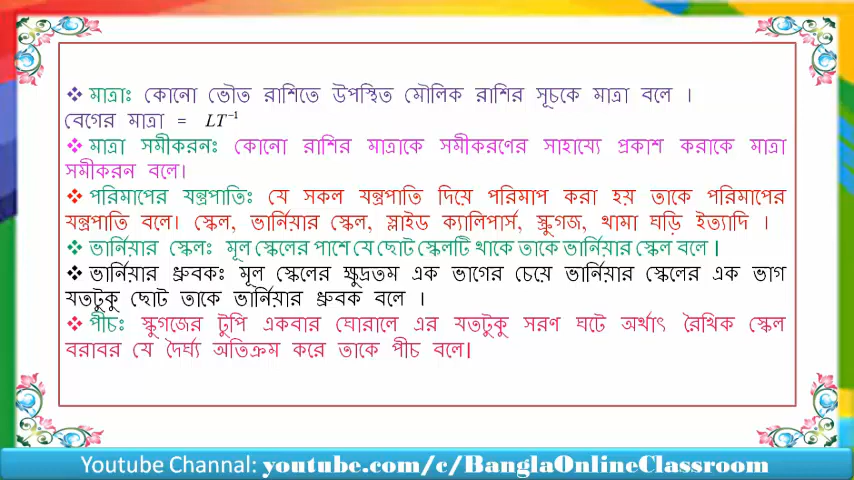 ❖ মাত্রাঃ কোনো ভৌত রাশিতে উপস্থিত মৌলিক রাশির সূচকে মাত্রা বলে ।
বেগের মাত্রা = LT⁻¹
❖ মাত্রা সমীকরনঃ কোনো রাশির মাত্রাকে সমীকরণের সাহায্যে প্রকাশ করাকে মাত্রা
সমীকরন বলে।
❖ পরিমাপের যন্ত্রপাতিঃ যে সকল যন্ত্রপাতি দিয়ে পরিমাপ করা হয় তাকে পরিমাপের
যন্ত্রপাতি বলে। স্কেল, ভার্নিয়ার স্কেল, স্লাইড ক্যালিপার্স, স্ক্রুগজ, থামা ঘড়ি ইত্যাদি ।
❖ ভার্নিয়ার স্কেলঃ মূল স্কেলের পাশে যে ছোট স্কেলটি থাকে তাকে ভার্নিয়ার স্কেল বলে ।
❖ ভার্নিয়ার ধ্রুবকঃ মূল স্কেলের ক্ষুদ্রতম এক ভাগের চেয়ে ভার্নিয়ার স্কেলের এক ভাগ
যতটুকু ছোট তাকে ভার্নিয়ার ধ্রুবক বলে ।
❖ পীচঃ স্ক্রুগজের টুপি একবার ঘোরালে এর যতটুকু সরণ ঘটে অর্থাৎ রৈখিক স্কেল
বরাবর যে দৈর্ঘ্য অতিক্রম করে তাকে পীচ বলে।
Youtube Channal: youtube.com/c/BanglaOnlineClassroom